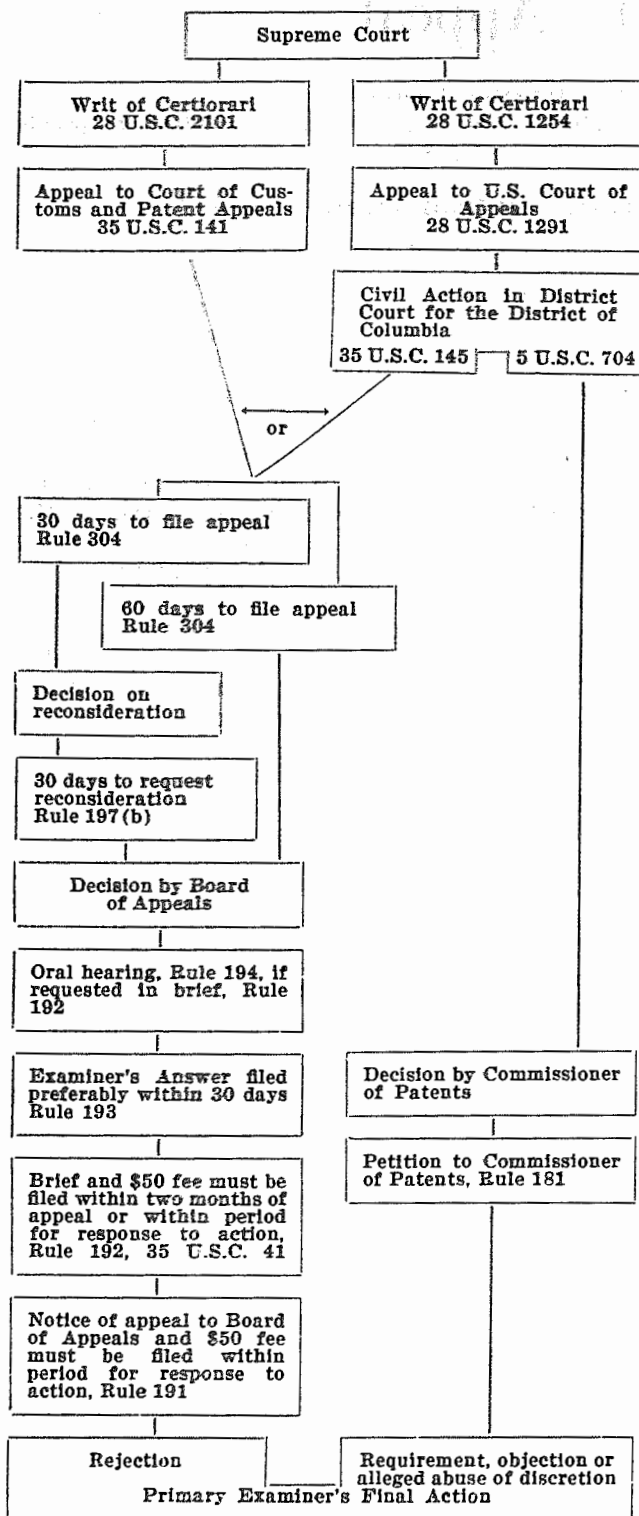 Supreme Court
Writ of Certiorari
28 U.S.C. 2101
Writ of Certiorari
28 U.S.C. 1254
Appeal to Court of Cus-
toms and Patent Appeals
35 U.S.C. 141
Appeal to U.S. Court of
Appeals
28 U.S.C. 1291
Civil Action in District
Court for the District of
Columbia
35 U.S.C. 145
5 U.S.C. 704
or
30 days to file appeal
Rule 304
60 days to file appeal
Rule 304
Decision on
reconsideration
30 days to request
reconsideration
Rule 197(b)
Decision by Board
of Appeals
Oral hearing, Rule 194, if
requested in brief, Rule
192
Examiner's Answer filed
preferably within 30 days
Rule 193
Decision by Commissioner
of Patents
Petition to Commissioner
of Patents, Rule 181
Brief and $50 fee must be
filed within two months of
appeal or within period
for response to action,
Rule 192, 35 U.S.C. 41
Notice of appeal to Board
of Appeals and $50 fee
must be filed within
period for response to
action, Rule 191
Rejection
Requirement, objection or
alleged abuse of discretion
Primary Examiner's Final Action